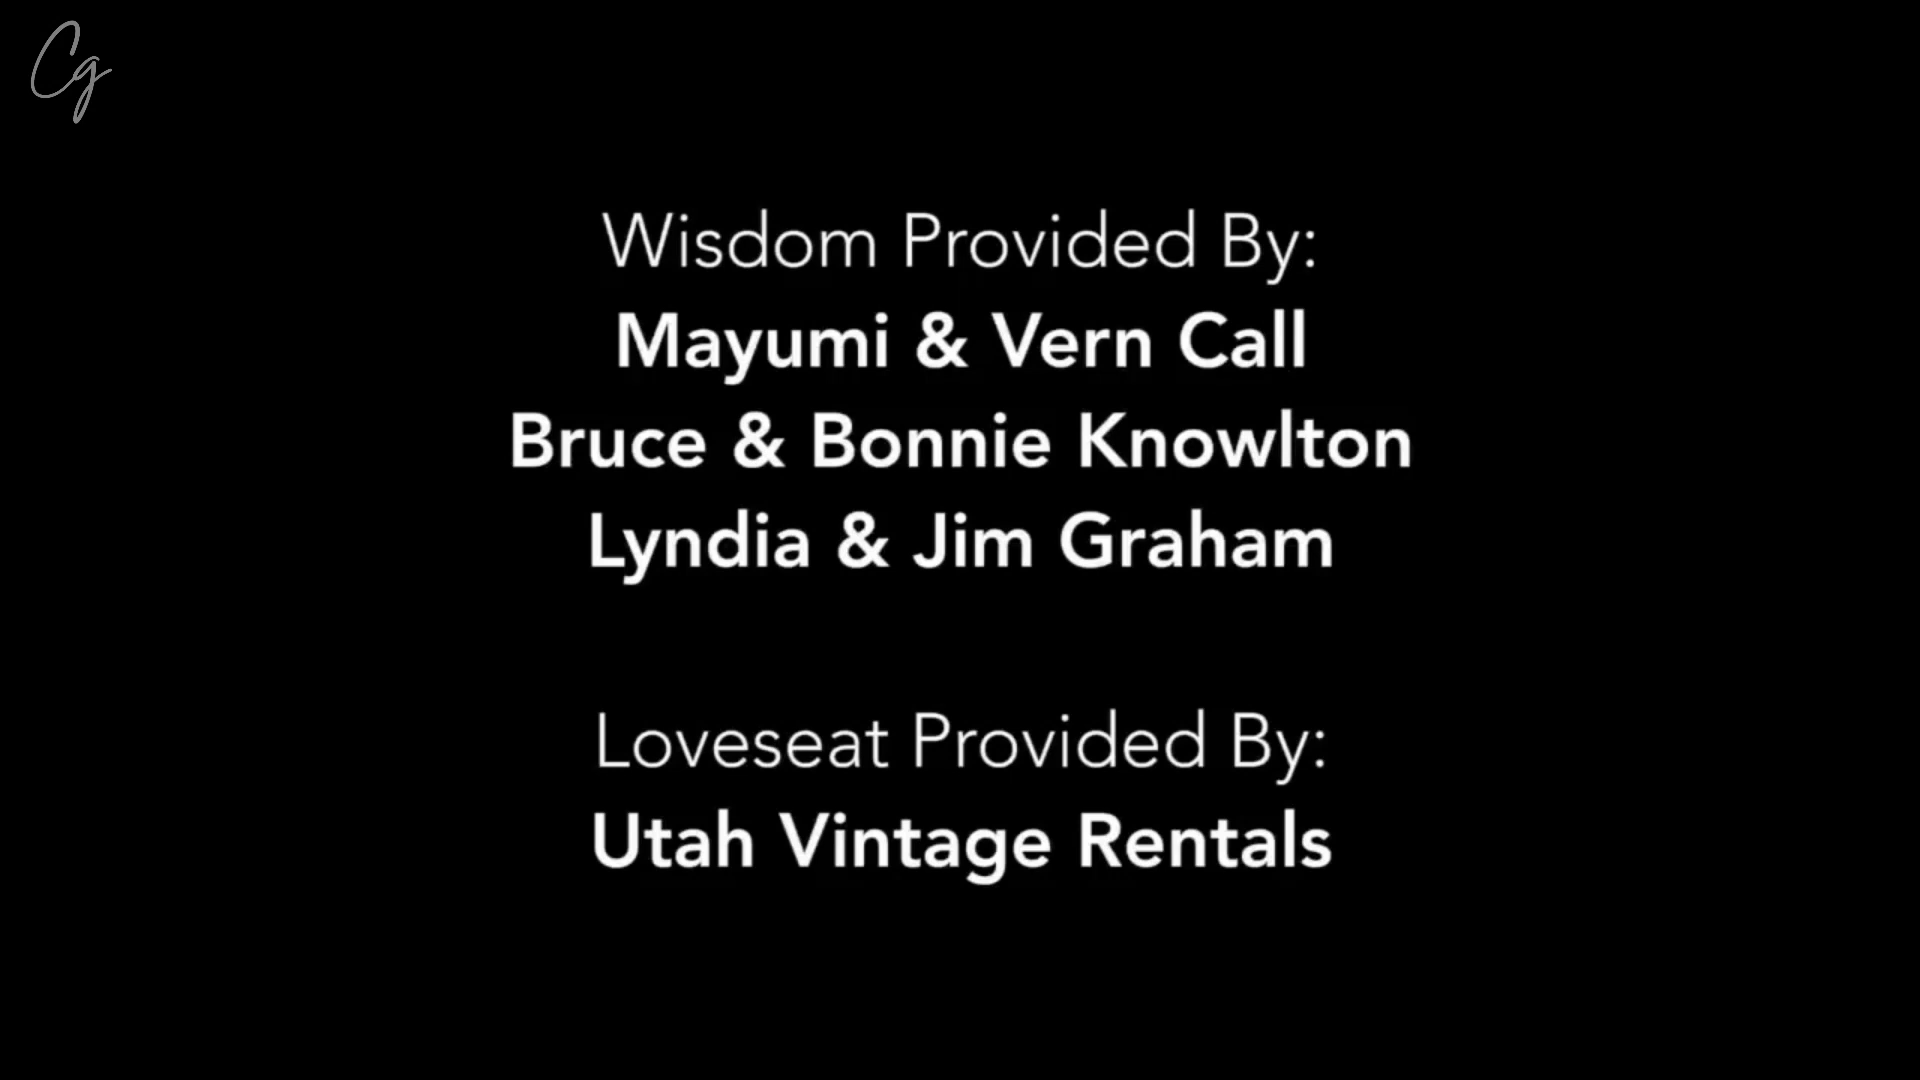 Cg
Wisdom Provided By:
Mayumi & Vern Call
Bruce & Bonnie Knowlton
Lyndia & Jim Graham
Loveseat Provided By:
Utah Vintage Rentals